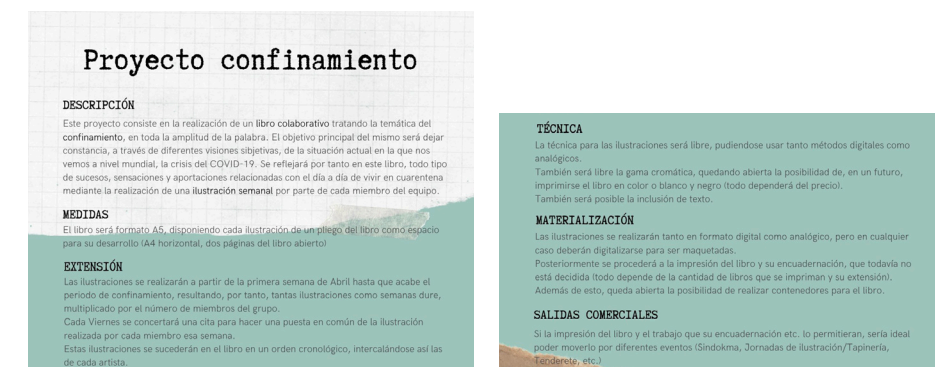 Proyecto confinamiento
DESCRIPCIÓN
Este proyecto consiste en la realización de un libro colaborativo tratando la temática del
confinamiento, en toda la amplitud de la palabra. El objetivo principal del mismo será dejar
constancia, a través de diferentes visiones sibjetivas, de la situación actual en la que nos
vemos a nivel mundial, la crisis del COVID-19. Se reflejará por tanto en este libro, todo tipo
de sucesos, sensaciones y aportaciones relacionadas con el día a día de vivir en cuarentena
mediante la realización de una ilustración semanal por parte de cada miembro del equipo.
MEDIDAS
El libro será formato A5, disponiendo cada ilustración de un pliego del libro como espacio
para su desarrollo (A4 horizontal, dos páginas del libro abierto)
EXTENSIÓN
Las ilustraciones se realizarán a partir de la primera semana de Abril hasta que acabe el
periodo de confinamiento, resultando, por tanto, tantas ilustraciones como semanas dure,
multiplicado por el número de miembros del grupo.
Cada Viernes se concertará una cita para hacer una puesta en común de la ilustración
realizada por cada miembro esa semana.
Estas ilustraciones se sucederán en el libro en un orden cronológico, intercalándose así las
de cada artista.
TÉCNICA
La técnica para las ilustraciones será libre, pudiendose usar tanto métodos digitales como
analógicos.
También será libre la gama cromática, quedando abierta la posibilidad de, en un futuro,
imprimirse el libro en color o blanco y negro (todo dependerá del precio).
También será posible la inclusión de texto.
MATERIALIZACIÓN
Las ilustraciones se realizarán tanto en formato digital como analógico, pero en cualquier
caso deberán digitalizarse para ser maquetadas.
Posteriormente se procederá a la impresión del libro y su encuadernación, que todavía no
está decidida (todo depende de la cantidad de libros que se impriman y su extensión).
Además de esto, queda abierta la posibilidad de realizar contenedores para el libro.
SALIDAS COMERCIALES
Si la impresión del libro y el trabajo que su encuadernación etc. lo permitieran, sería ideal
poder moverlo por diferentes eventos (Sindokma, Jornadas de ilustración/Tapinería,
Tenderete, etc.)